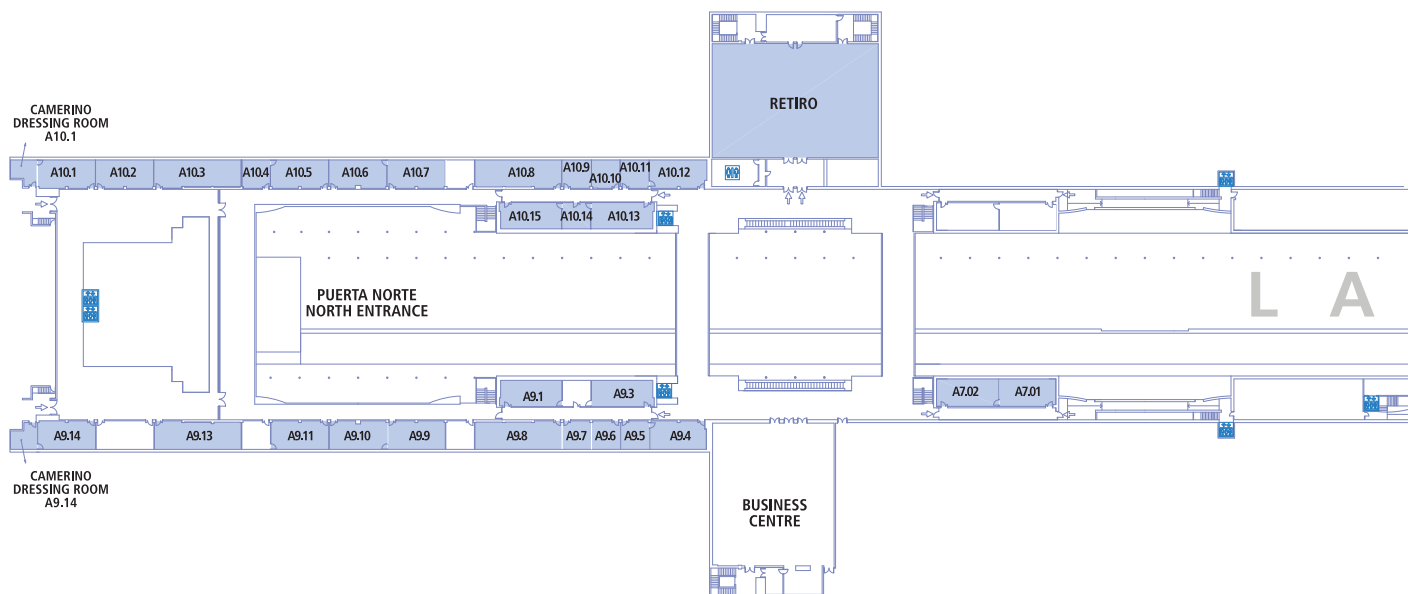 RETIRO
CAMERINO
DRESSING ROOM
A10.1
A10.1
A10.2
A10.3
A10.4
A10.5
A10.6
A10.7
A10.8
A10.9
A10.10
A10.11
A10.12
A10.15
A10.14
A10.13
PUERTA NORTE
NORTH ENTRANCE
L A
A9.1
A9.3
A7.02
A7.01
A9.14
A9.13
A9.11
A9.10
A9.9
A9.8
A9.7
A9.6
A9.5
A9.4
CAMERINO
DRESSING ROOM
A9.14
BUSINESS
CENTRE